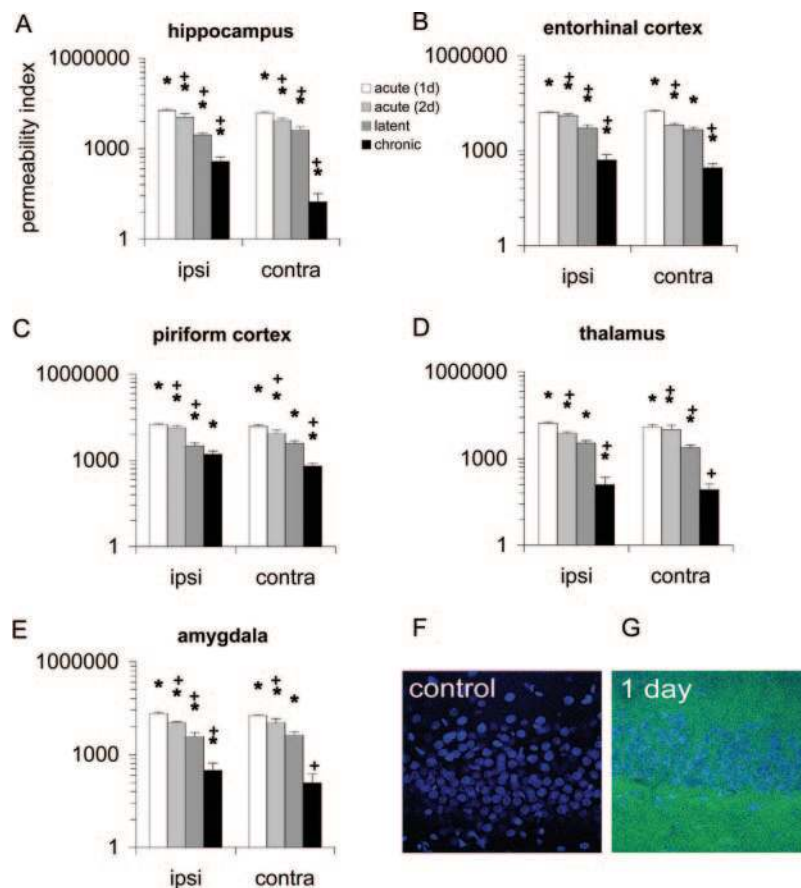 A
hippocampus
permeability index
1000000
1000
1
* + * + * + *
* + * + * + *
ipsi
contra
acute (1d)
acute (2d)
latent
chronic
B
entorhinal cortex
1000000
1000
1
* + * + * + *
* + * * + *
ipsi
contra
C
piriform cortex
1000000
1000
1
* + * + * *
* + * * + *
ipsi
contra
D
thalamus
1000000
1000
1
* + * * + *
* + * + * +
ipsi
contra
E
amygdala
1000000
1000
1
* + * + * + *
* + * * +
ipsi
contra
F
control
G
1 day